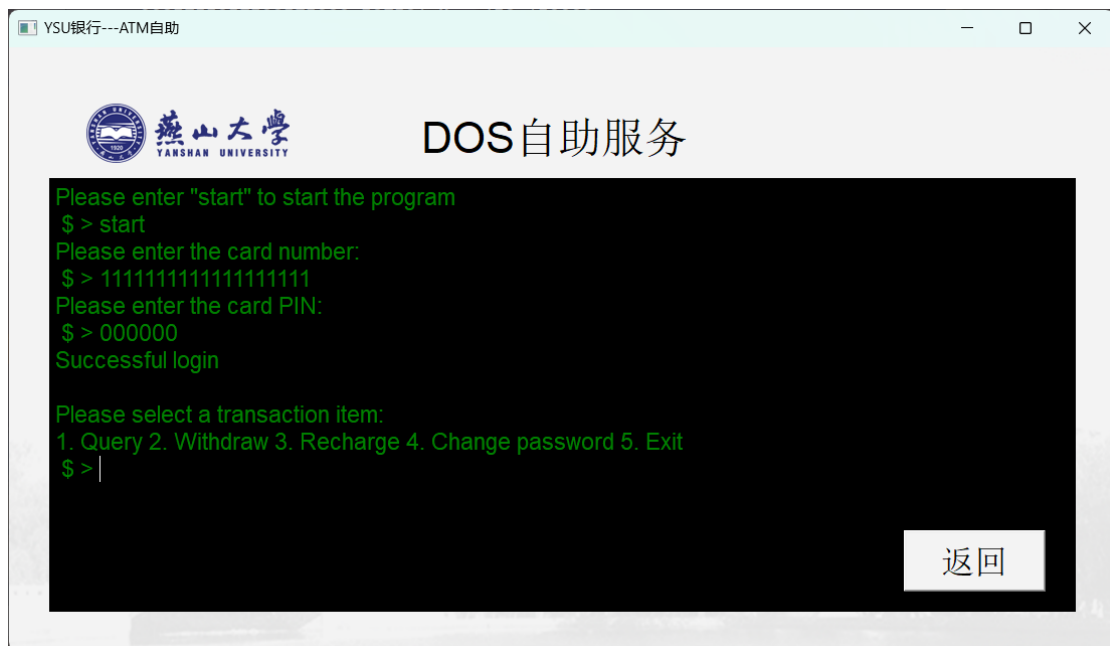 YSU银行---ATM自助
燕山大學
YANSHAN UNIVERSITY
YANSHAN UNIVERSITY
1920
DOS自助服务
Please enter "start" to start the program
$ > start
Please enter the card number:
$ > 1111111111111111111
Please enter the card PIN:
$ > 000000
Successful login
Please select a transaction item:
1. Query 2. Withdraw 3. Recharge 4. Change password 5. Exit
$ >
返回